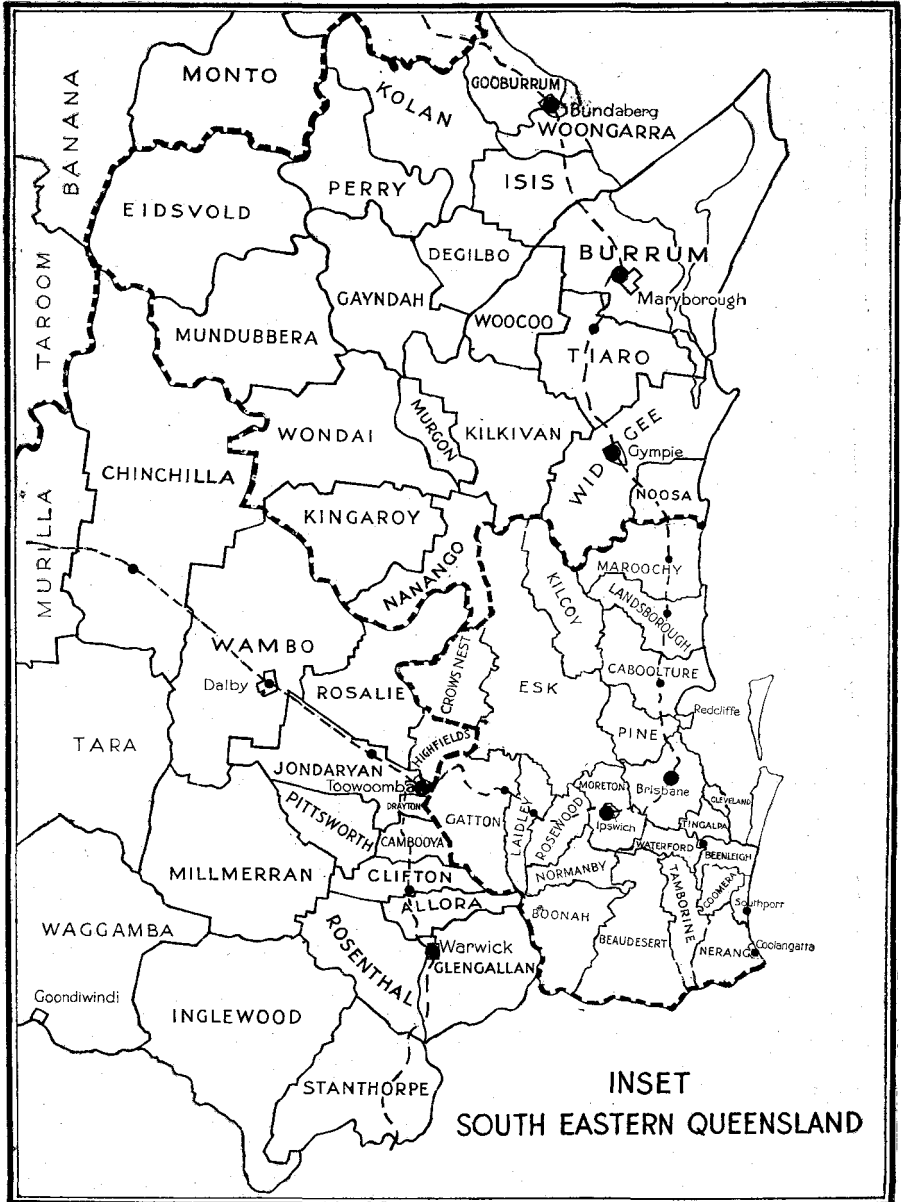 MONTO
BANANA
KOLAN
GOOBURRUM
Bundaberg
WOONGARRA
ISIS
PERRY
EIDSVOLD
DEGILBO
BURRUM
TAROOM
GAYNDAH
Maryborough
WOOCOO
MUNDUBBERA
TIARO
MURGON
WONDAI
KILKIVAN
WIDGEE
Gympie
CHINCHILLA
NOOSA
KINGAROY
MURILLA
NANANGO
MAROOCHY
KILCOY
LANDSBOROUGH
WAMBO
CROWS NEST
CABOOLTURE
Dalby
ROSALIE
ESK
Redcliffe
TARA
PINE
HIGHFIELDS
JONDARYAN
Toowoomba
MORETON
Brisbane
CLEVELAND
DRAYTON
PITTSWORTH
GATTON
LAIDLEY
ROSEWOOD
Ipswich
TINGALPA
CAMBOOYA
WATERFORD
BEENLEIGH
MILLMERRAN
CLIFTON
NORMANBY
TAMBORINE
COOMERA
ALLORA
Southport
WAGGAMBA
ROSENTHAL
BOONAH
BEAUDESERT
Warwick
NERANG
Coolangatta
GLENGALLAN
Goondiwindi
INGLEWOOD
STANTHORPE
INSET
SOUTH EASTERN QUEENSLAND